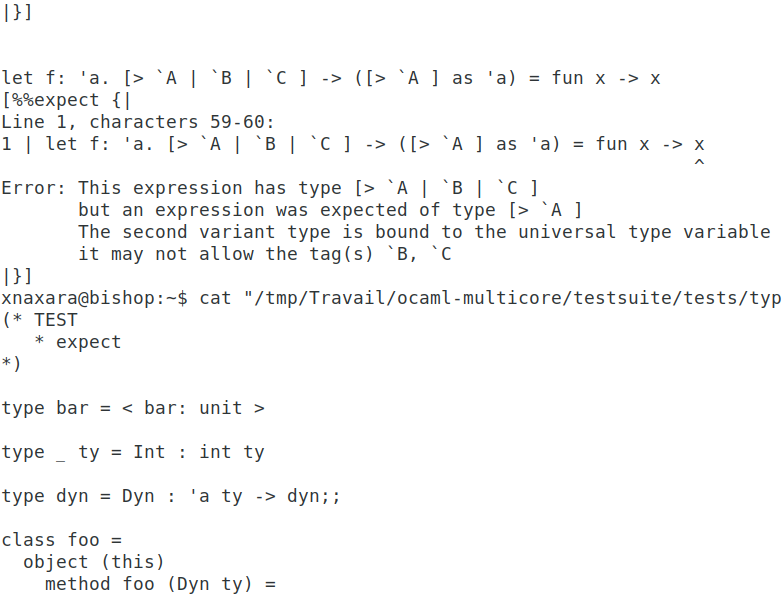 |}]
let f: 'a. [> `A | `B | `C ] -> ([> `A ] as 'a) = fun x -> x
[%%expect {|
Line 1, characters 59-60:
1 | let f: 'a. [> `A | `B | `C ] -> ([> `A ] as 'a) = fun x -> x
^
Error: This expression has type [> `A | `B | `C ]
but an expression was expected of type [> `A ]
The second variant type is bound to the universal type variable
it may not allow the tag(s) `B, `C
|}]
xnaxara@bishop:~$ cat "/tmp/Travail/ocaml-multicore/testsuite/tests/typ
(* TEST
* expect
*)
type bar = < bar: unit >
type _ ty = Int : int ty
type dyn = Dyn : 'a ty -> dyn;;
class foo =
object (this)
method foo (Dyn ty) =